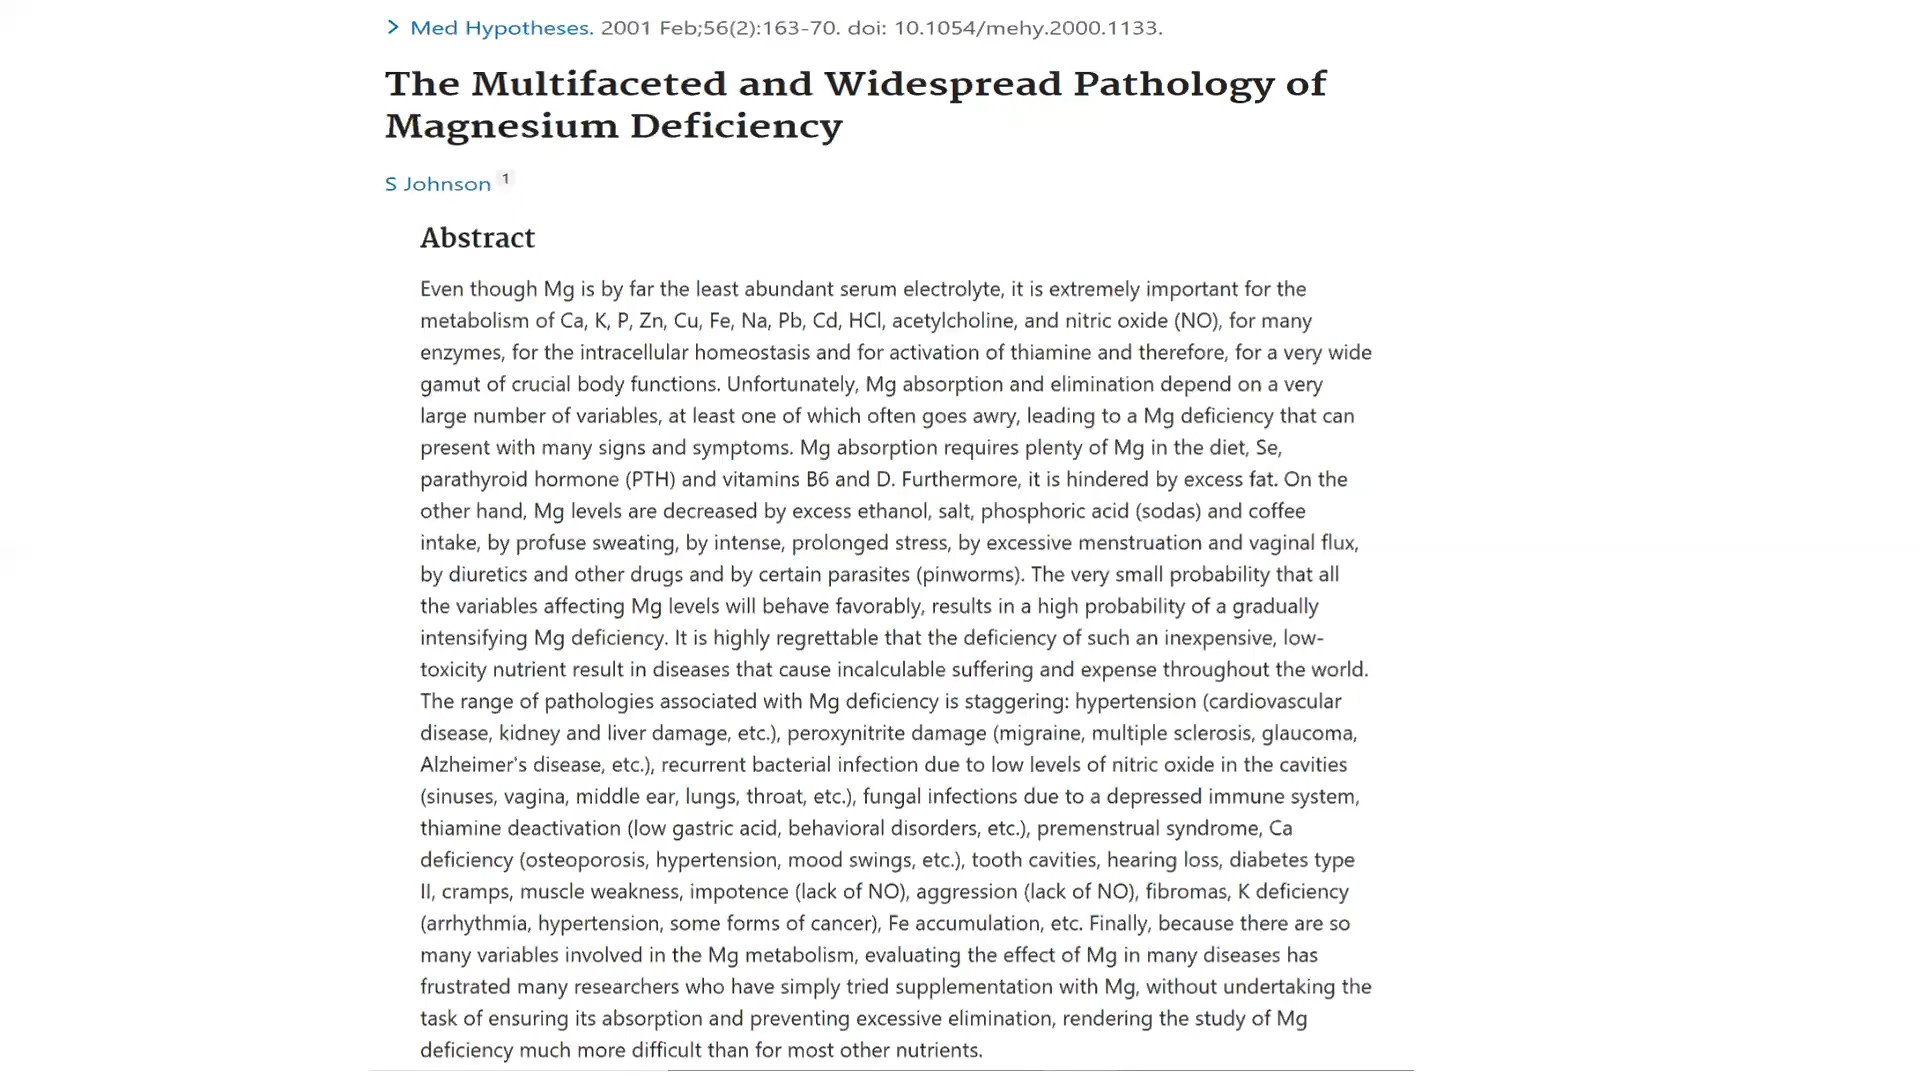 > Med Hypotheses. 2001 Feb;56(2):163-70. doi: 10.1054/mehy.2000.1133.
The Multifaceted and Widespread Pathology of
Magnesium Deficiency
S Johnson 1
Abstract
Even though Mg is by far the least abundant serum electrolyte, it is extremely important for the
metabolism of Ca, K, P, Zn, Cu, Fe, Na, Pb, Cd, HCl, acetylcholine, and nitric oxide (NO), for many
enzymes, for the intracellular homeostasis and for activation of thiamine and therefore, for a very wide
gamut of crucial body functions. Unfortunately, Mg absorption and elimination depend on a very
large number of variables, at least one of which often goes awry, leading to a Mg deficiency that can
present with many signs and symptoms. Mg absorption requires plenty of Mg in the diet, Se,
parathyroid hormone (PTH) and vitamins B6 and D. Furthermore, it is hindered by excess fat. On the
other hand, Mg levels are decreased by excess ethanol, salt, phosphoric acid (sodas) and coffee
intake, by profuse sweating, by intense, prolonged stress, by excessive menstruation and vaginal flux,
by diuretics and other drugs and by certain parasites (pinworms). The very small probability that all
the variables affecting Mg levels will behave favorably, results in a high probability of a gradually
intensifying Mg deficiency. It is highly regrettable that the deficiency of such an inexpensive, low-
toxicity nutrient result in diseases that cause incalculable suffering and expense throughout the world.
The range of pathologies associated with Mg deficiency is staggering: hypertension (cardiovascular
disease, kidney and liver damage, etc.), peroxynitrite damage (migraine, multiple sclerosis, glaucoma,
Alzheimer's disease, etc.), recurrent bacterial infection due to low levels of nitric oxide in the cavities
(sinuses, vagina, middle ear, lungs, throat, etc.), fungal infections due to a depressed immune system,
thiamine deactivation (low gastric acid, behavioral disorders, etc.), premenstrual syndrome, Ca
deficiency (osteoporosis, hypertension, mood swings, etc.), tooth cavities, hearing loss, diabetes type
II, cramps, muscle weakness, impotence (lack of NO), aggression (lack of NO), fibromas, K deficiency
(arrhythmia, hypertension, some forms of cancer), Fe accumulation, etc. Finally, because there are so
many variables involved in the Mg metabolism, evaluating the effect of Mg in many diseases has
frustrated many researchers who have simply tried supplementation with Mg, without undertaking the
task of ensuring its absorption and preventing excessive elimination, rendering the study of Mg
deficiency much more difficult than for most other nutrients.